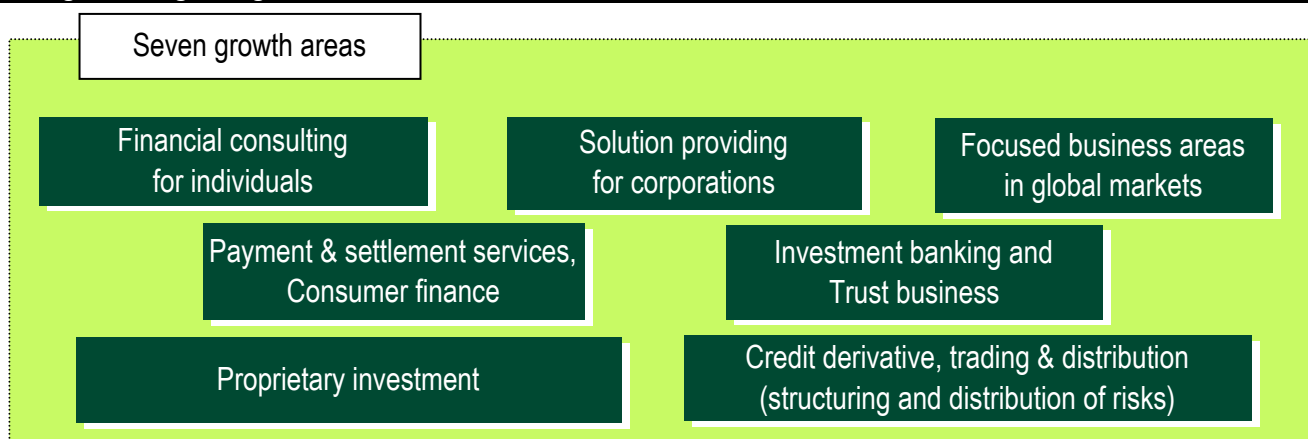 Seven growth areas
Financial consulting
for individuals
Solution providing
for corporations
Focused business areas
in global markets
Payment & settlement services,
Consumer finance
Investment banking and
Trust business
Proprietary investment
Credit derivative, trading & distribution
(structuring and distribution of risks)